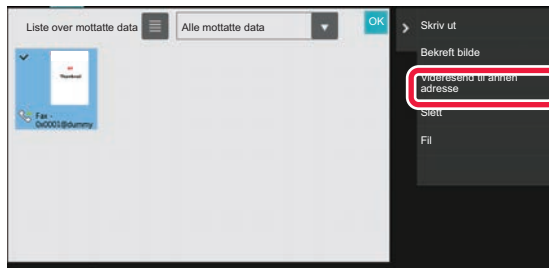 Liste over mottatte data
Alle mottatte data
OK
Skriv ut
Bekreft bilde
Videresend til annen
adresse
Slett
Fil
Thumbnail
Fax -
0x0001@dummy